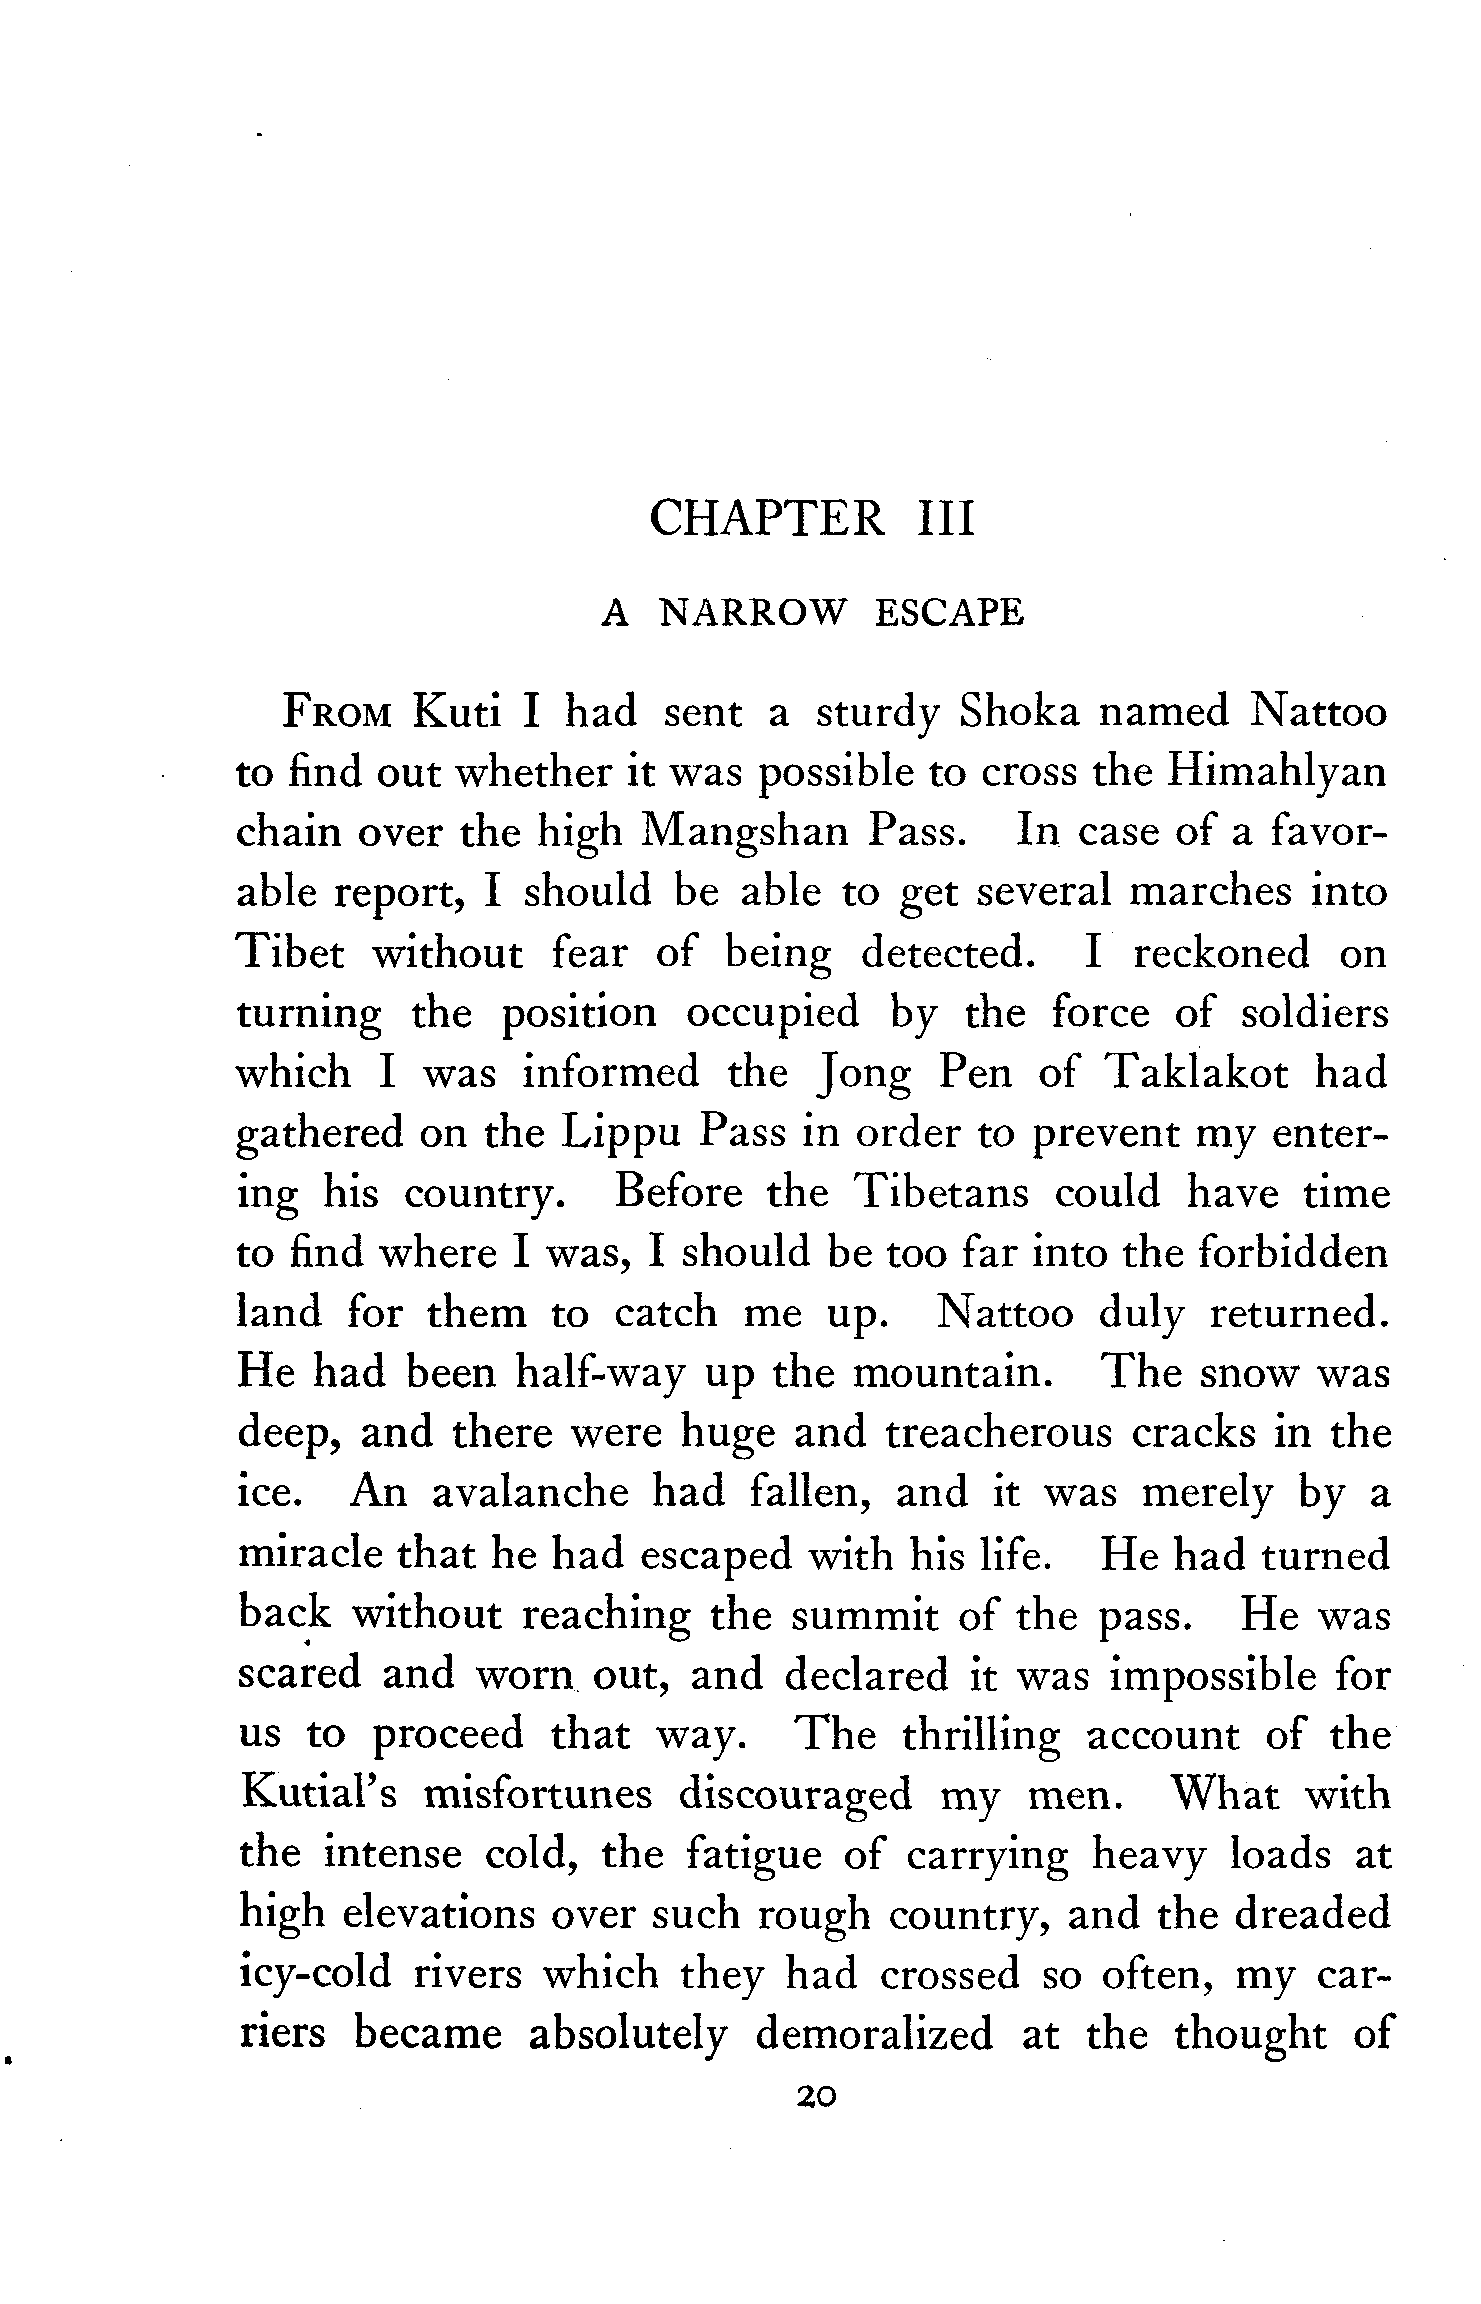 CHAPTER III
A NARROW ESCAPE
FROM Kuti I had sent a sturdy Shoka named Nattoo
to find out whether it was possible to cross the Himahlyan
chain over the high Mangshan Pass. In case of a favor-
able report, I should be able to get several marches into
Tibet without fear of being detected. I reckoned on
turning the position occupied by the force of soldiers
which I was informed the Jong Pen of Taklakot had
gathered on the Lippu Pass in order to prevent my enter-
ing his country. Before the Tibetans could have time
to find where I was, I should be too far into the forbidden
land for them to catch me up. Nattoo duly returned.
He had been half-way up the mountain. The snow was
deep, and there were huge and treacherous cracks in the
ice. An avalanche had fallen, and it was merely by a
miracle that he had escaped with his life. He had turned
back without reaching the summit of the pass. He was
scared and worn out, and declared it was impossible for
us to proceed that way. The thrilling account of the
Kutial's misfortunes discouraged my men. What with
the intense cold, the fatigue of carrying heavy loads at
high elevations over such rough country, and the dreaded
icy-cold rivers which they had crossed so often, my car-
riers became absolutely demoralized at the thought of
20